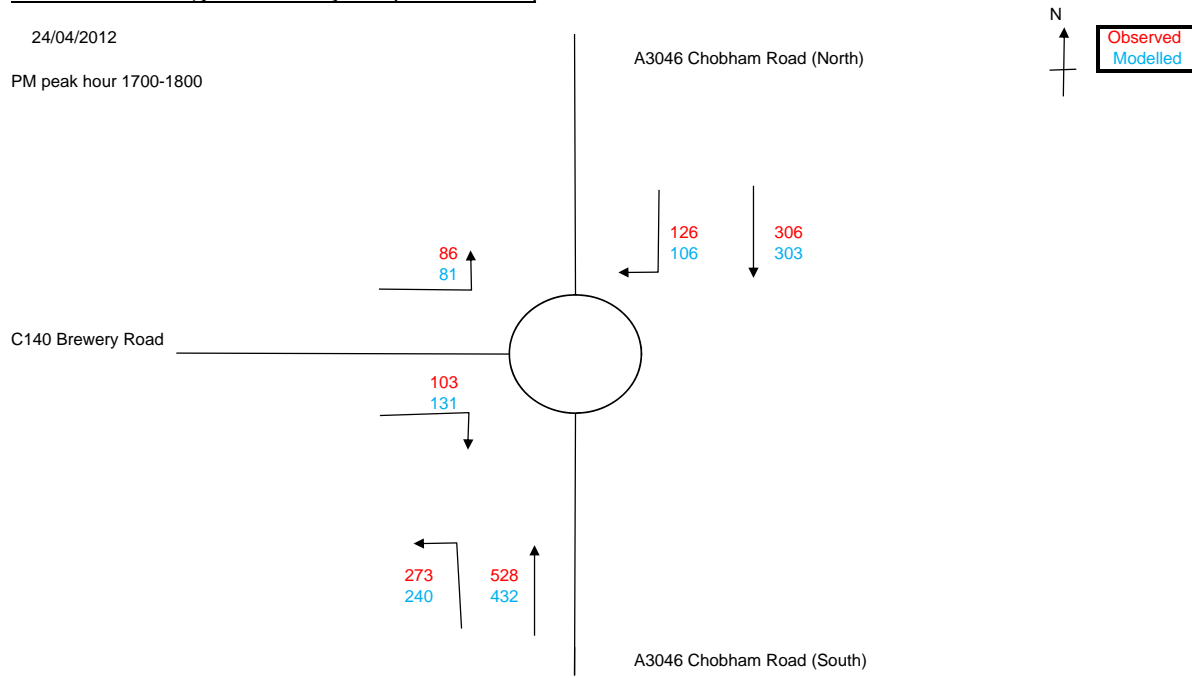 24/04/2012
N
Observed
Modelled
A3046 Chobham Road (North)
PM peak hour 1700-1800
126
106
306
303
86
81
C140 Brewery Road
103
131
273
240
528
432
A3046 Chobham Road (South)